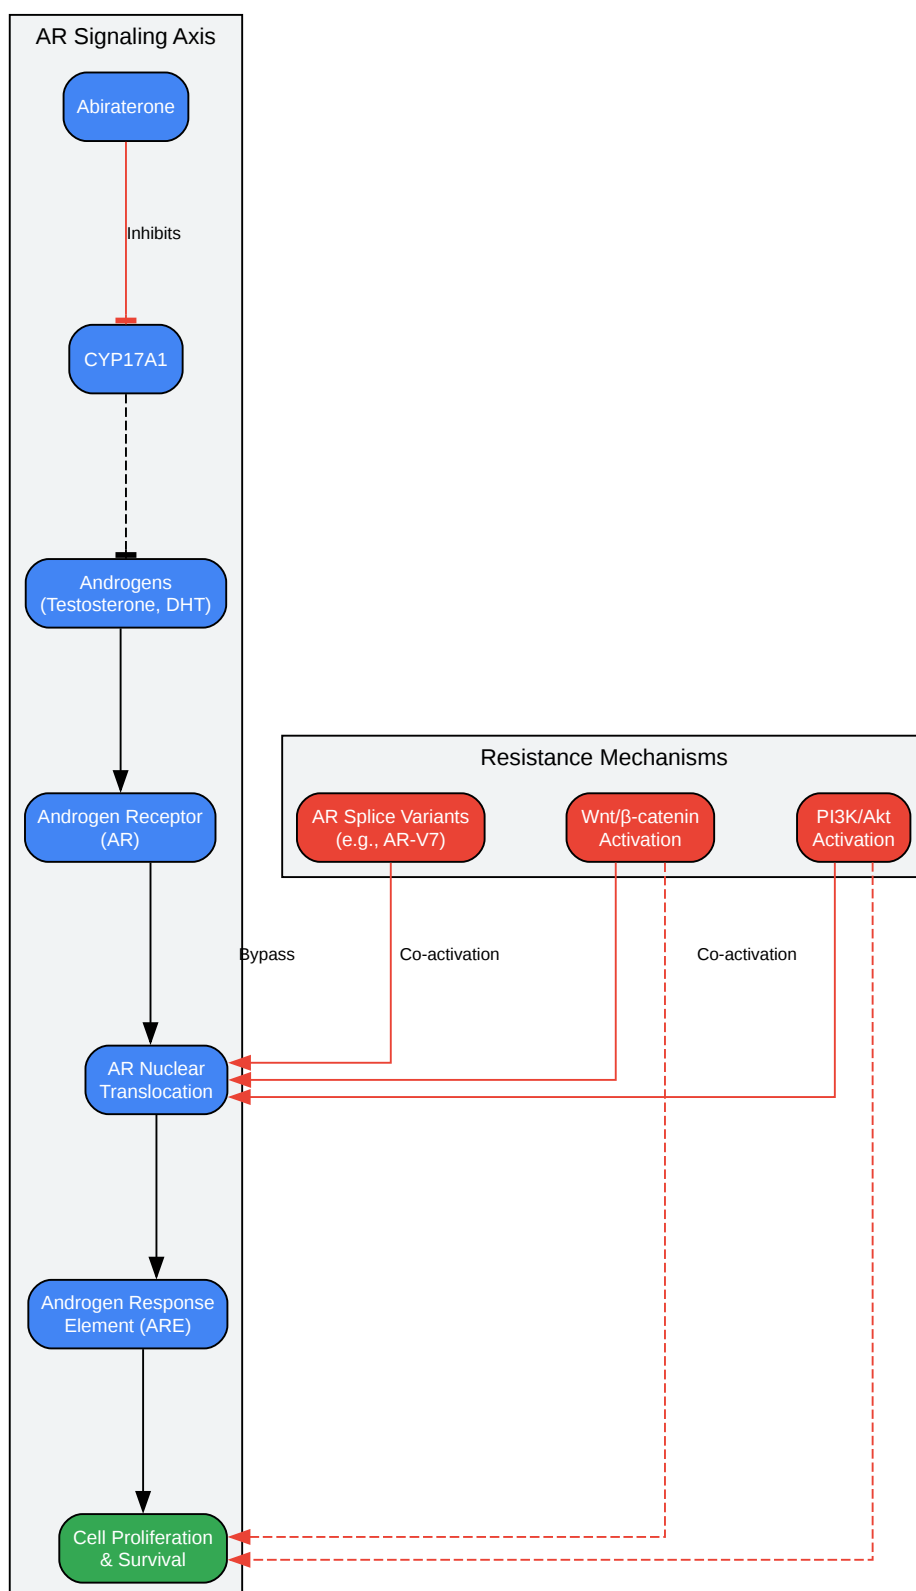 AR Signaling Axis
Abiraterone
Inhibits
CYP17A1
Androgens
(Testosterone, DHT)
Resistance Mechanisms
Androgen Receptor
(AR)
AR Splice Variants
(e.g., AR-V7)
Wnt/β-catenin
Activation
PI3K/Akt
Activation
Bypass
Co-activation
Co-activation
AR Nuclear
Translocation
Androgen Response
Element (ARE)
Cell Proliferation
& Survival